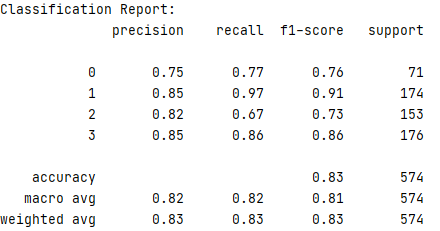 Classification Report:
precision recall f1-score support
0 0.75 0.77 0.76 71
1 0.85 0.97 0.91 174
2 0.82 0.67 0.73 153
3 0.85 0.86 0.86 176
accuracy 0.83 574
macro avg 0.82 0.82 0.81 574
weighted avg 0.83 0.83 0.83 574